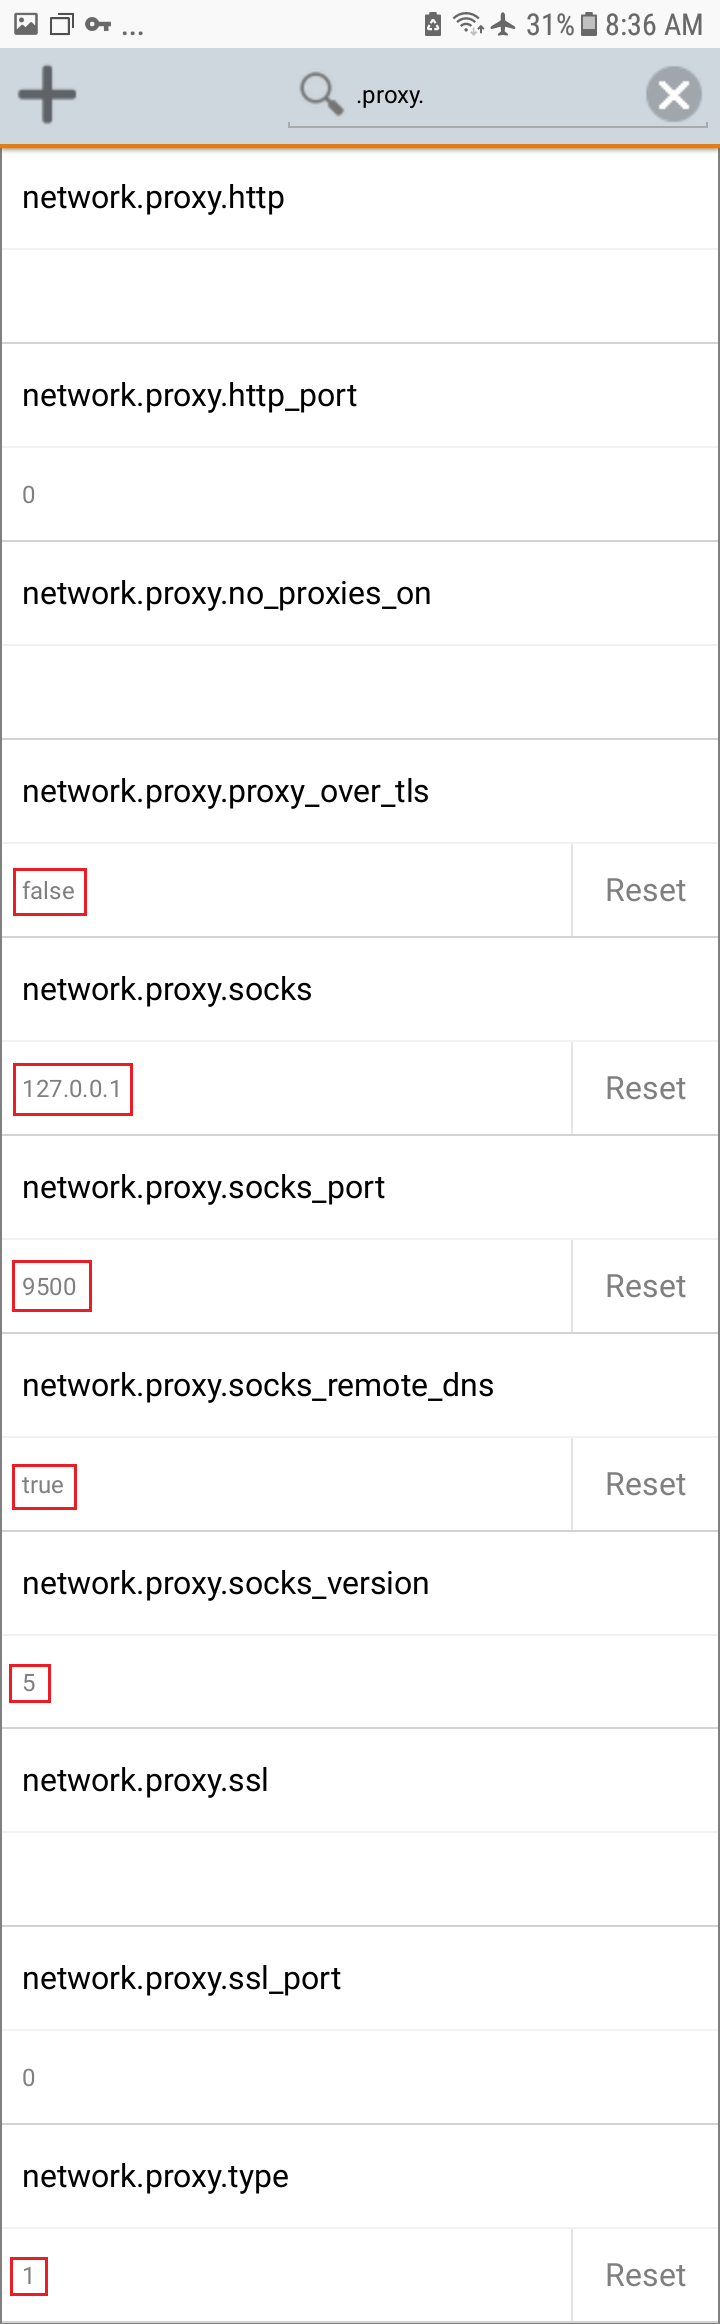 ... 31% 8:36 AM
.proxy.
network.proxy.http
network.proxy.http_port
0
network.proxy.no_proxies_on
network.proxy.proxy_over_tls
false Reset
network.proxy.socks
127.0.0.1 Reset
network.proxy.socks_port
9500 Reset
network.proxy.socks_remote_dns
true Reset
network.proxy.socks_version
5
network.proxy.ssl
network.proxy.ssl_port
0
network.proxy.type
1 Reset